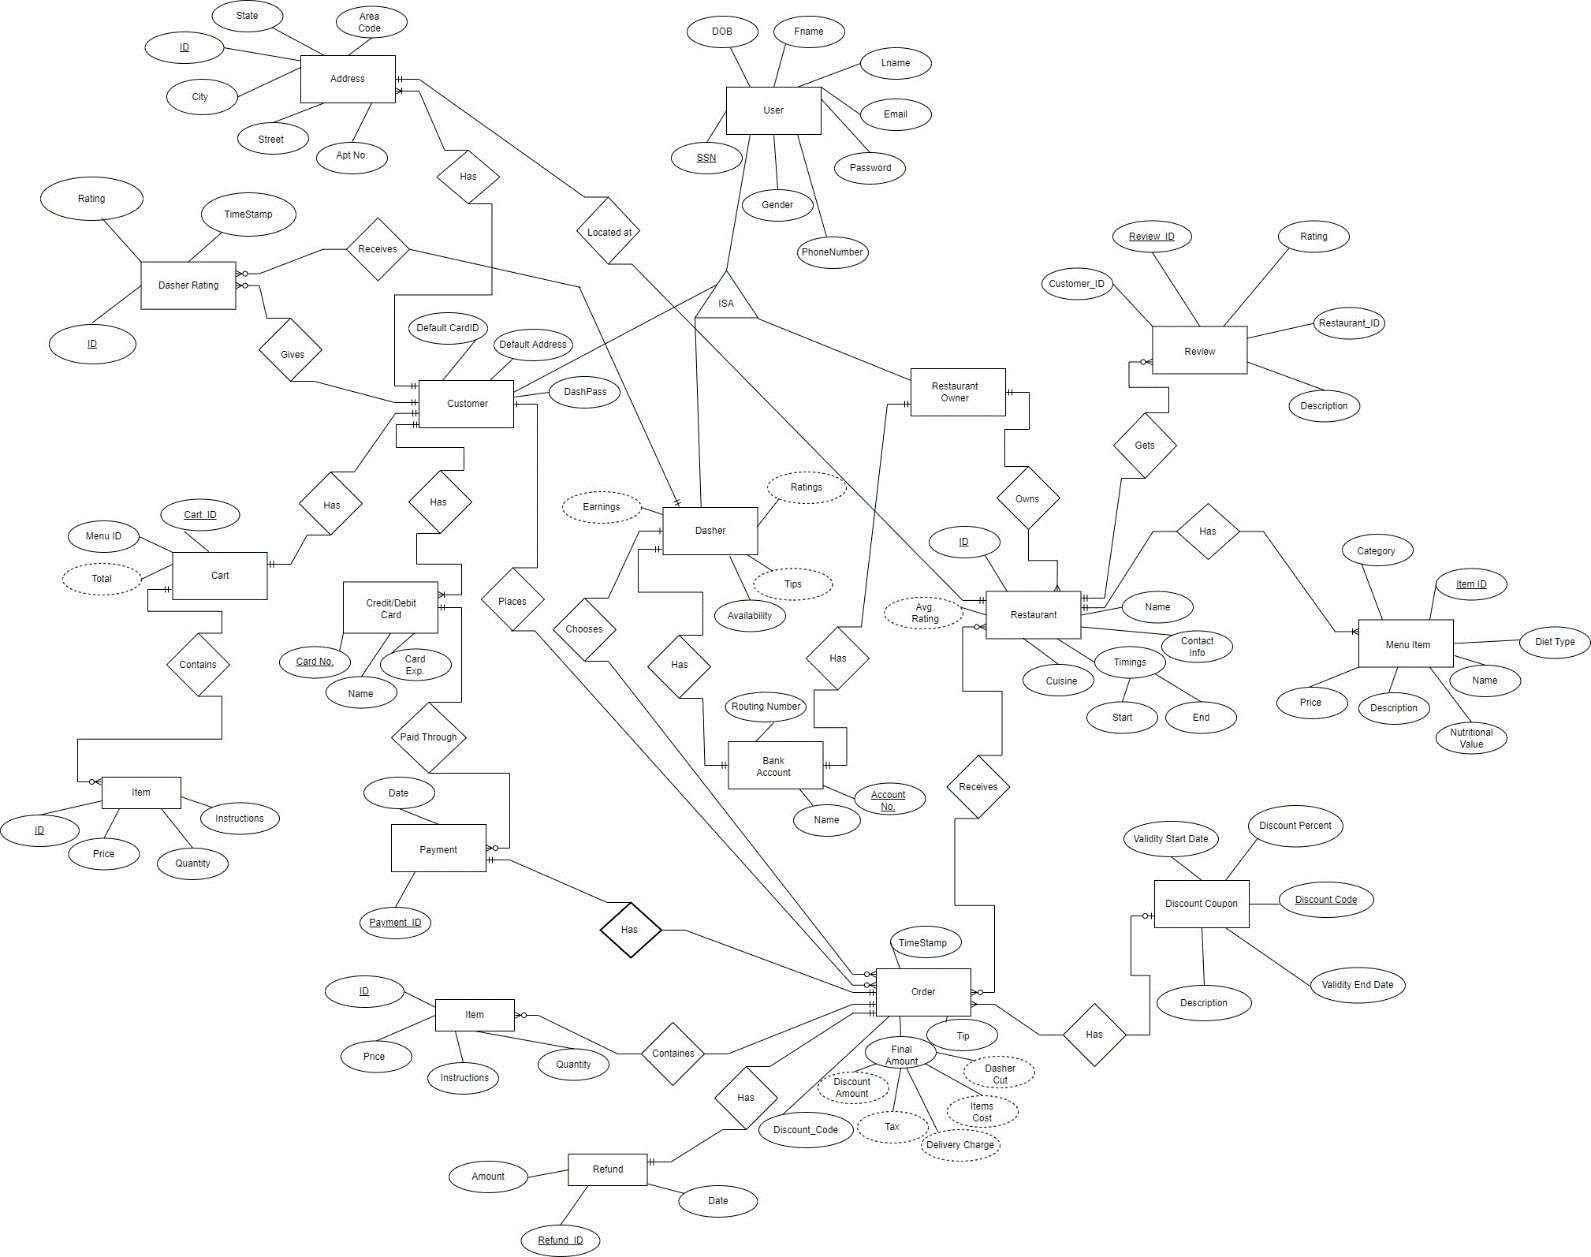 State
Area
Code
ID
Address
City
Street
Apt No.
Has
DOB
Fname
Lname
User
Email
SSN
Password
Gender
PhoneNumber
Rating
TimeStamp
Receives
Located at
Dasher Rating
ID
Gives
ISA
Review_ID
Rating
Customer_ID
Restaurant_ID
Review
Description
Default CardID
Default Address
DashPass
Customer
Restaurant
Owner
Gets
Has
Has
Earnings
Ratings
Dasher
Tips
Availability
Owns
Has
Cart_ID
Menu ID
Total
Cart
Credit/Debit
Card
Card No.
Card
Exp.
Name
Places
Chooses
Has
Has
ID
Avg.
Rating
Restaurant
Name
Contact
Info
Timings
Cuisine
Start
End
Category
Item ID
Menu Item
Diet Type
Name
Price
Description
Nutritional
Value
Contains
Paid Through
Routing Number
Bank
Account
Account
No.
Name
Receives
Item
ID
Price
Quantity
Instructions
Date
Payment
Payment_ID
Has
Validity Start Date
Discount Percent
Discount Coupon
Discount Code
Description
Validity End Date
Has
TimeStamp
Order
Tip
Final
Amount
Discount
Amount
Dasher
Cut
Items
Cost
Tax
Delivery Charge
Discount_Code
ID
Item
Price
Instructions
Quantity
Containes
Has
Amount
Refund
Date
Refund_ID